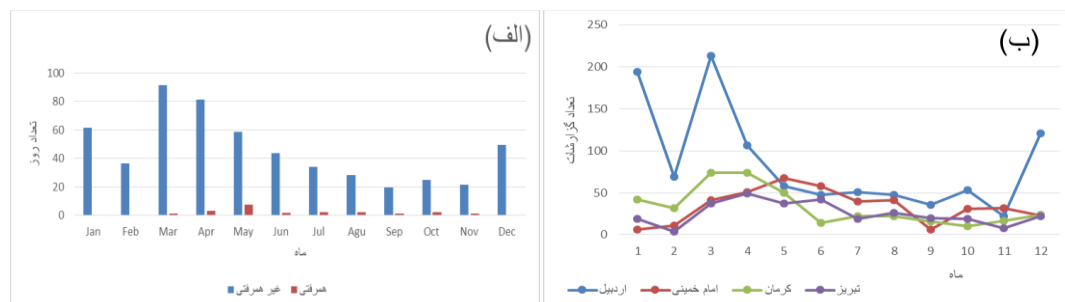 (الف)
تعداد روز
100
80
60
40
20
0
Jan Feb Mar Apr May Jun Jul Agu Sep Oct Nov Dec
ماه
غیر همرفتی همرفتی
(ب)
تعداد گزارشات
250
200
150
100
50
0
1 2 3 4 5 6 7 8 9 10 11 12
ماه
اردبیل امام خمینی کرمان تبریز